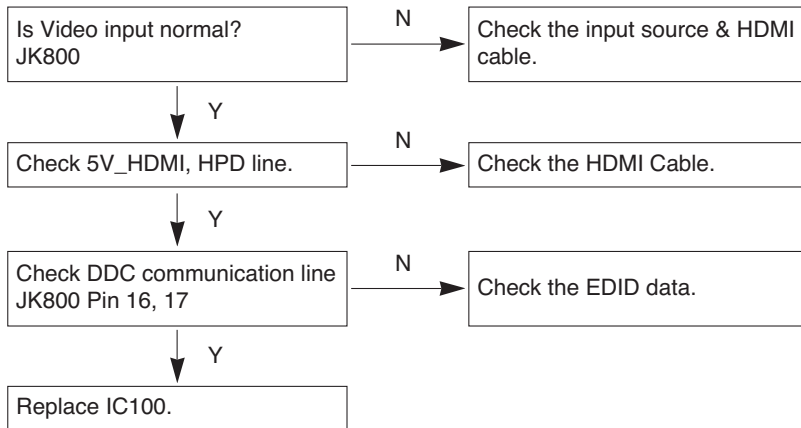 Is Video input normal?
JK800
N
Check the input source & HDMI
cable.
Y
Check 5V_HDMI, HPD line.
N
Check the HDMI Cable.
Y
Check DDC communication line
JK800 Pin 16, 17
N
Check the EDID data.
Y
Replace IC100.